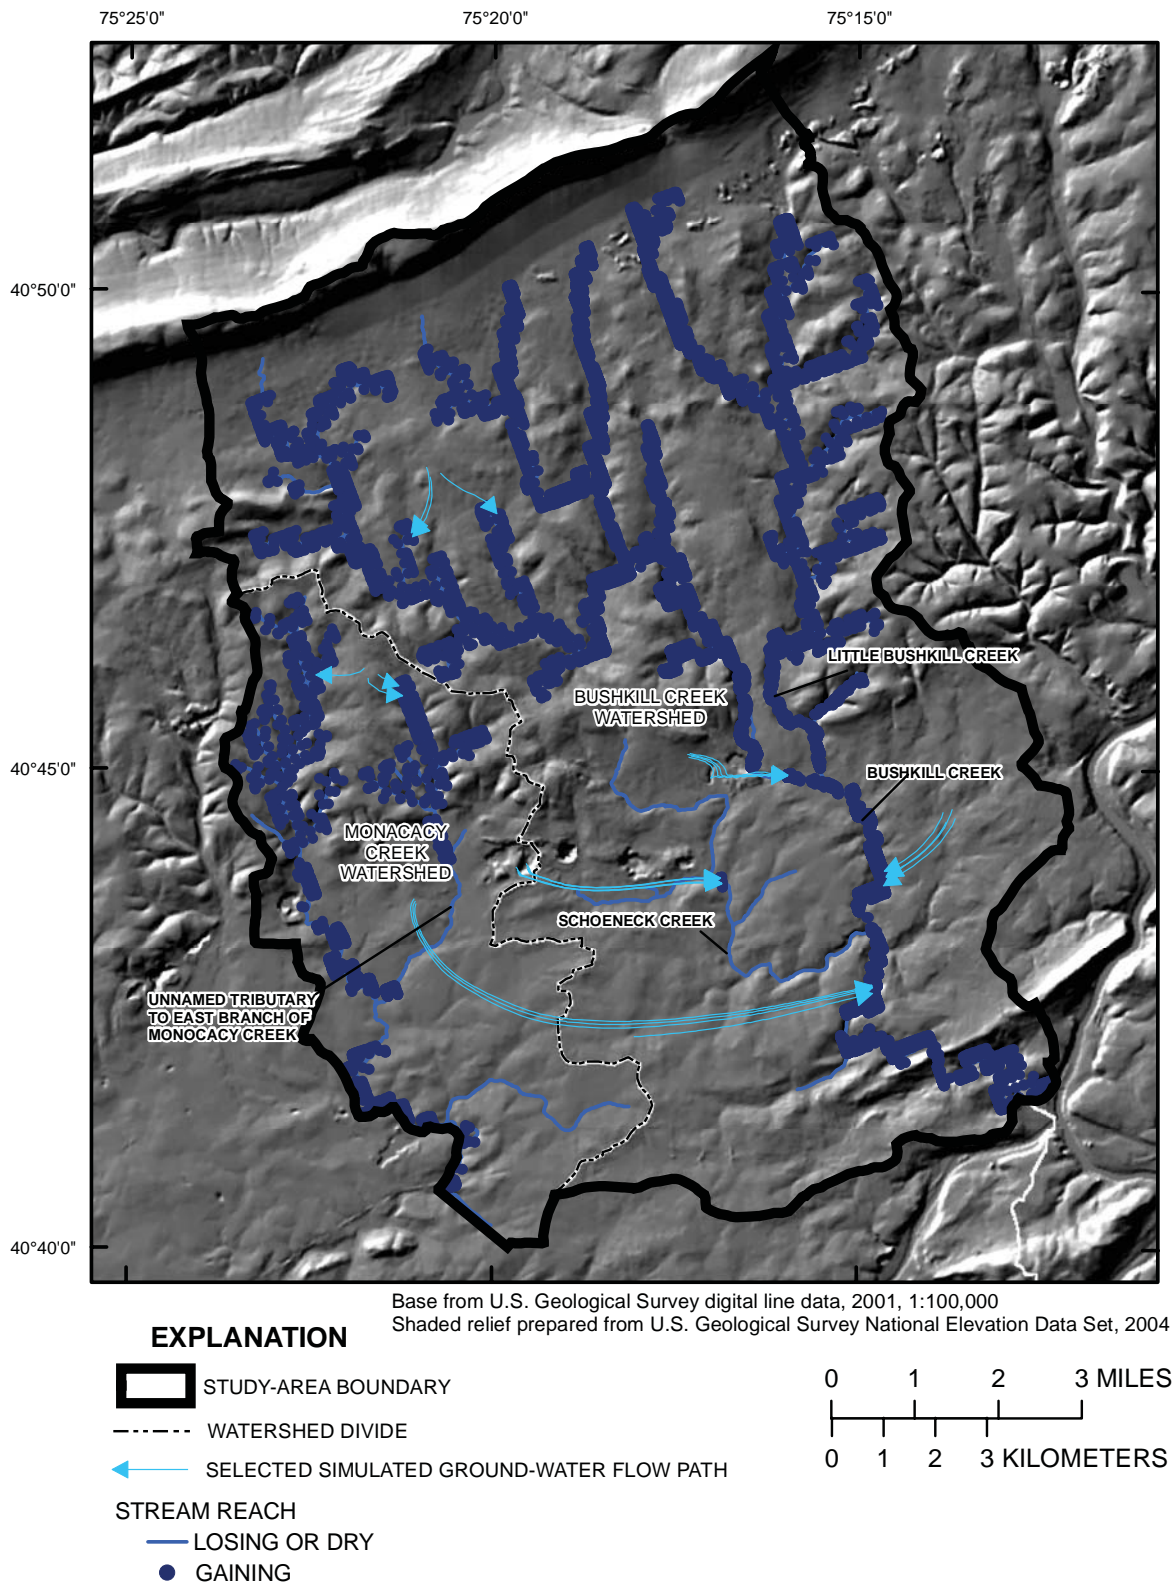 75°25'0"
75°20'0"
75°15'0"
40°50'0"
LITTLE BUSHKILL CREEK
BUSHKILL CREEK
WATERSHED
40°45'0"
BUSHKILL CREEK
MONACACY
CREEK
WATERSHED
SCHOENECK CREEK
UNNAMED TRIBUTARY
TO EAST BRANCH OF
MONOCACY CREEK
40°40'0"
Base from U.S. Geological Survey digital line data, 2001, 1:100,000
Shaded relief prepared from U.S. Geological Survey National Elevation Data Set, 2004
EXPLANATION
STUDY-AREA BOUNDARY
WATERSHED DIVIDE
SELECTED SIMULATED GROUND-WATER FLOW PATH
STREAM REACH
LOSING OR DRY
GAINING
0 1 2 3 MILES
0 1 2 3 KILOMETERS